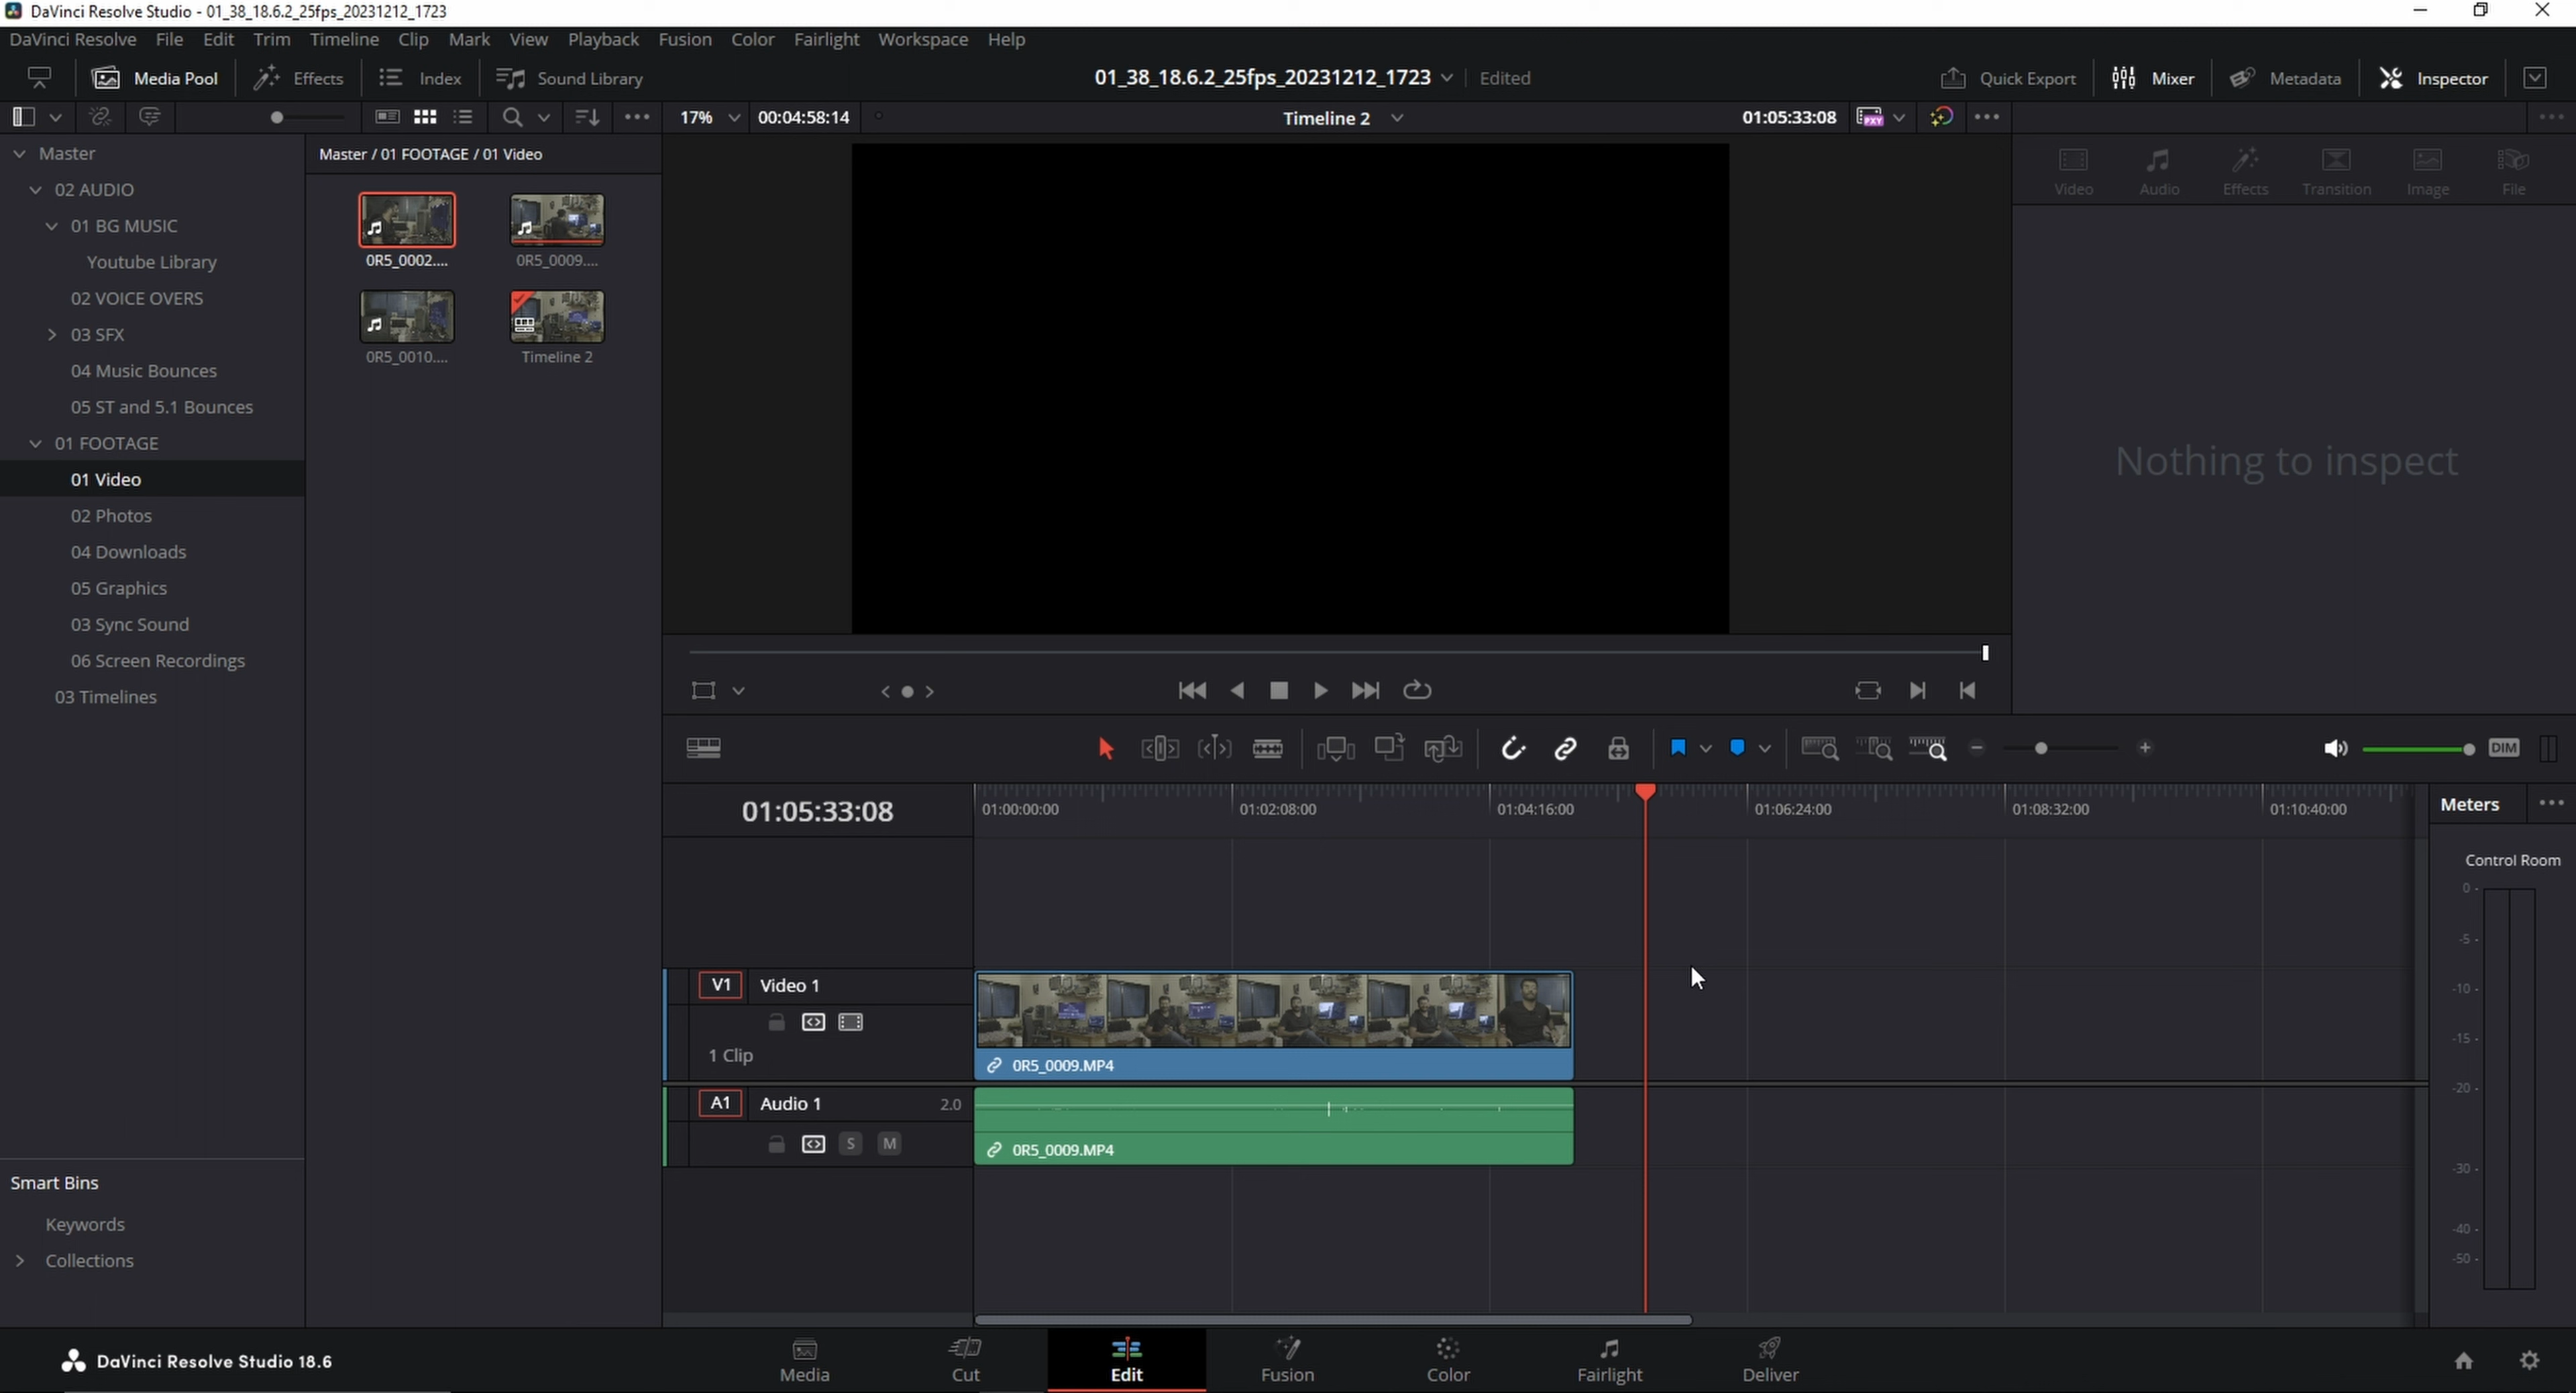 DaVinci Resolve Studio - 01_38_18.6.2_25fps_20231212_1723
DaVinci Resolve File Edit Trim Timeline Clip Mark View Playback Fusion Color Fairlight Workspace Help
Media Pool Effects Index Sound Library 01_38_18.6.2_25fps_20231212_1723 Edited Quick Export Mixer Metadata Inspector
17% 00:04:58:14 Timeline 2 01:05:33:08 PXY
Master
02 AUDIO
01 BG MUSIC
Youtube Library
02 VOICE OVERS
03 SFX
04 Music Bounces
05 ST and 5.1 Bounces
01 FOOTAGE
01 Video
02 Photos
04 Downloads
05 Graphics
03 Sync Sound
06 Screen Recordings
03 Timelines
Smart Bins
Keywords
Collections
Master / 01 FOOTAGE / 01 Video
0R5_0002....
0R5_0009....
0R5_0010....
Timeline 2
Video Audio Effects Transition Image File
Nothing to inspect
DIM
01:05:33:08
01:00:00:00 01:02:08:00 01:04:16:00 01:06:24:00 01:08:32:00 01:10:40:00
V1 Video 1
1 Clip
0R5_0009.MP4
A1 Audio 1 2.0
S M
0R5_0009.MP4
Meters
Control Room
0
-5
-10
-15
-20
-30
-40
-50
DaVinci Resolve Studio 18.6
Media Cut Edit Fusion Color Fairlight Deliver